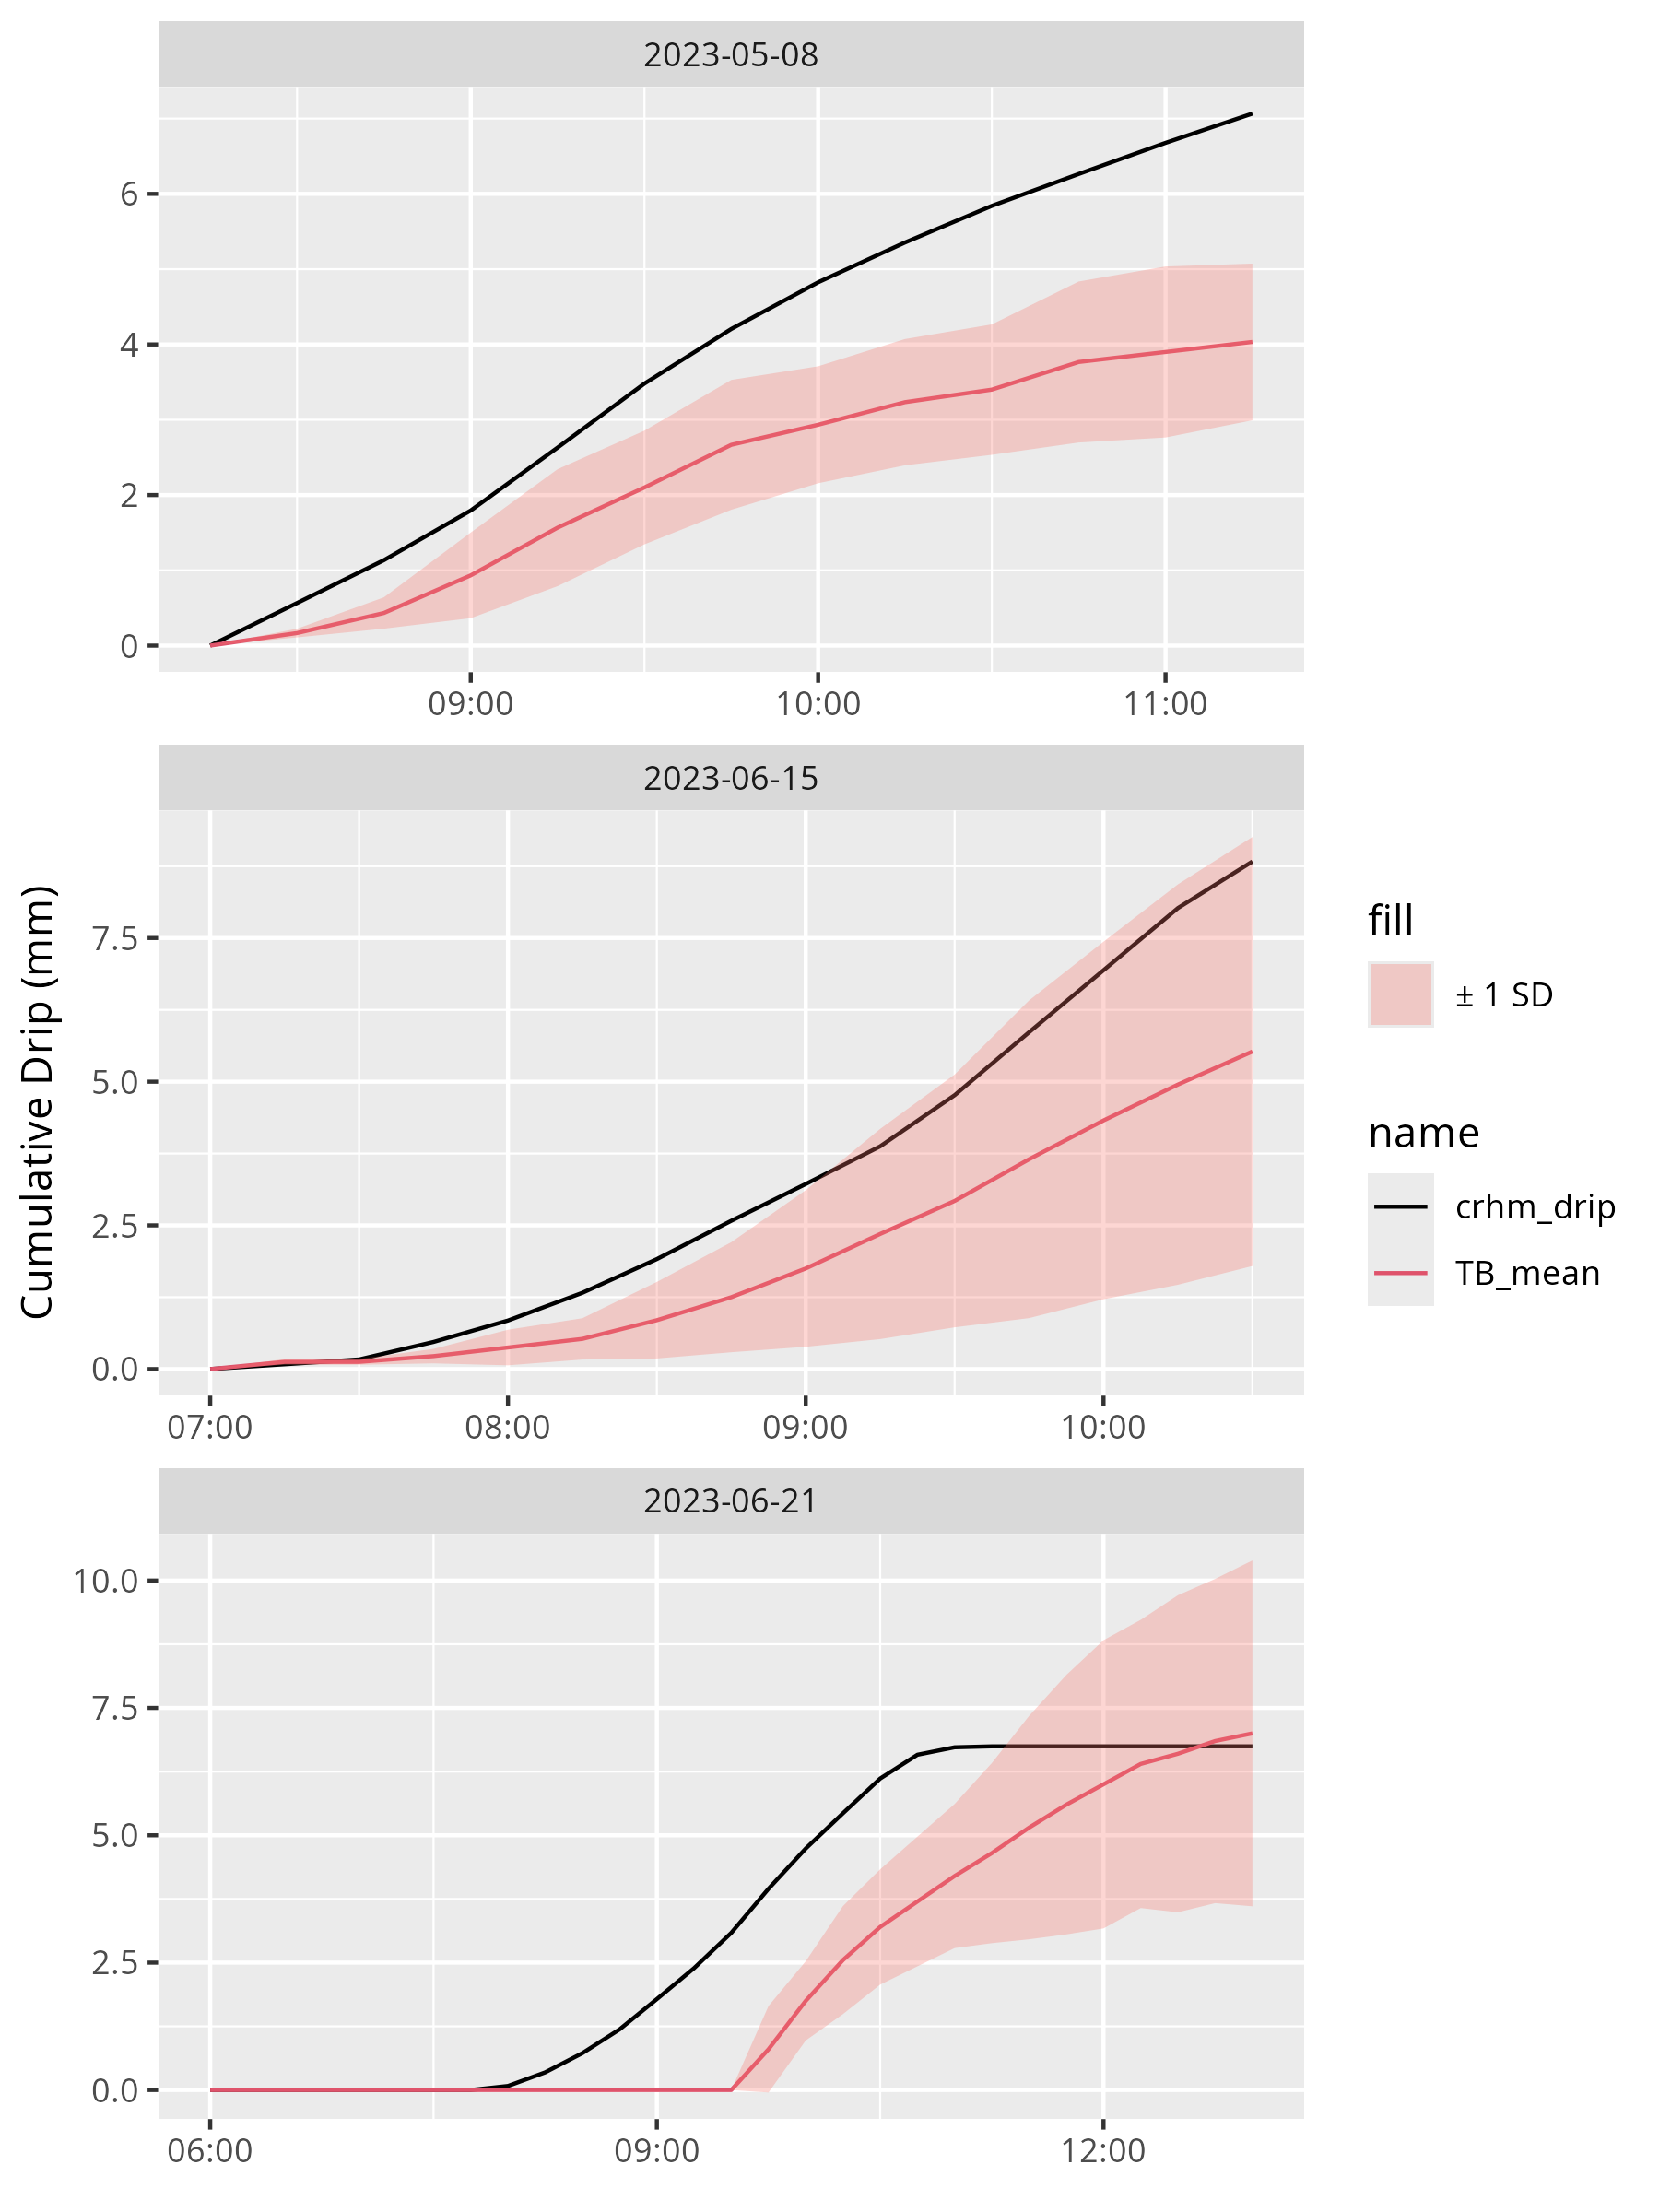 2023-05-08
6
4
2
0
09:00 10:00 11:00
2023-06-15
7.5
5.0
2.5
0.0
07:00 08:00 09:00 10:00
2023-06-21
10.0
7.5
5.0
2.5
0.0
06:00 09:00 12:00
Cumulative Drip (mm)
fill
± 1 SD
name
crhm_drip
TB_mean